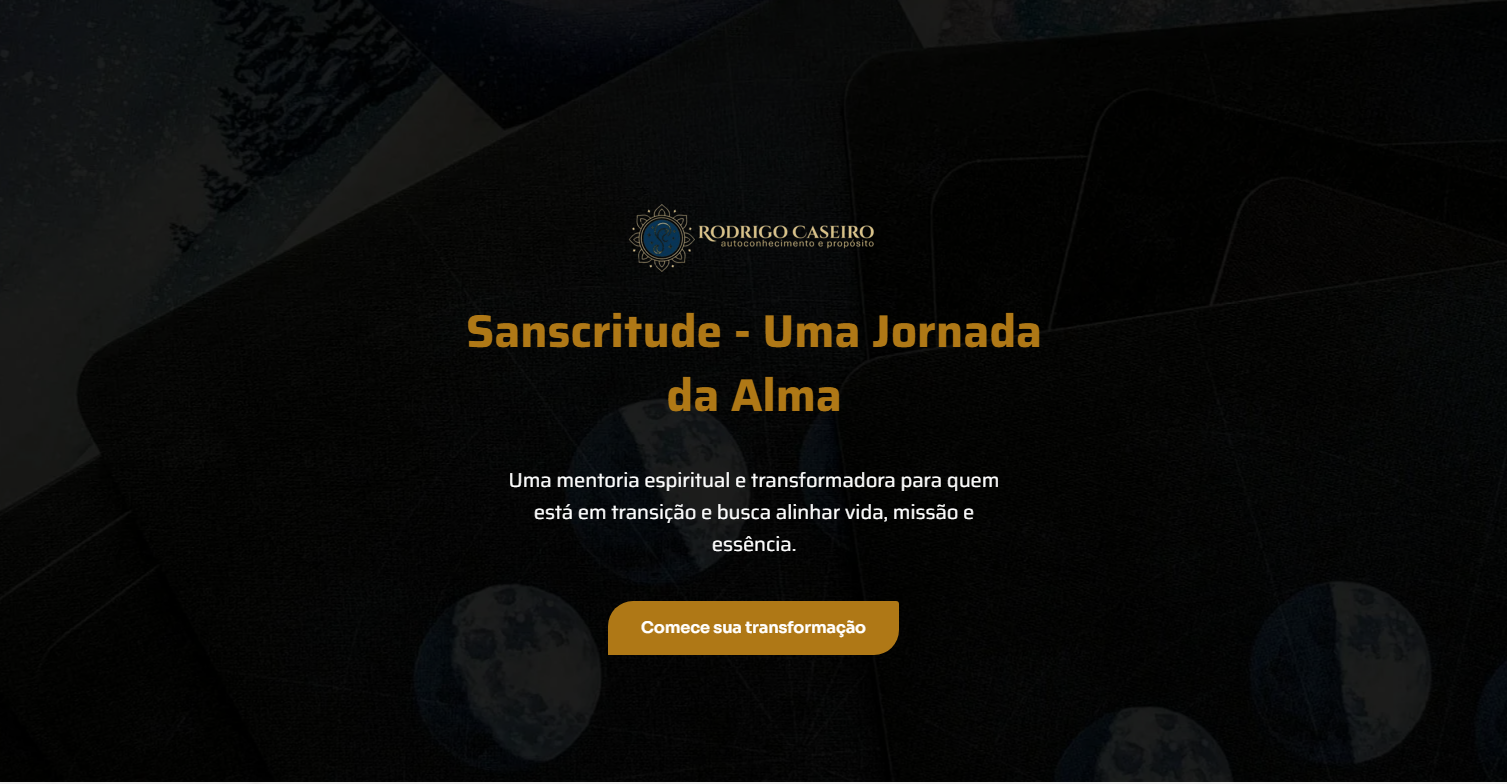 RODRIGO CASEIRO
autoconhecimento e propósito
Sanscritude - Uma Jornada
da Alma
Uma mentoria espiritual e transformadora para quem
está em transição e busca alinhar vida, missão e
essência.
Comece sua transformação